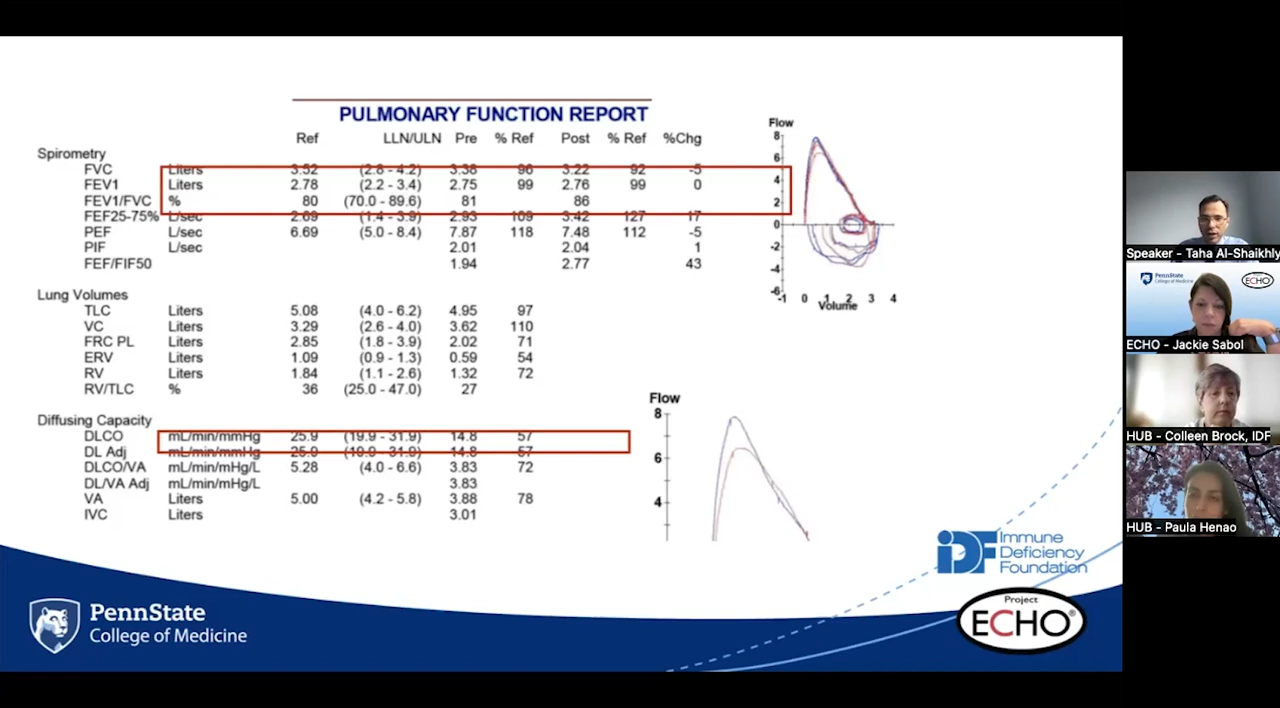 PULMONARY FUNCTION REPORT
Ref LLN/ULN Pre % Ref Post % Ref %Chg
Spirometry
FVC Liters 3.52 (2.8 - 4.2) 3.38 96 3.22 92 -5
FEV1 Liters 2.78 (2.2 - 3.4) 2.75 99 2.76 99 0
FEV1/FVC % 80 (70.0 - 89.6) 81 86
FEF25-75% L/sec 2.69 (1.4 - 3.9) 2.93 109 3.42 127 17
PEF L/sec 6.69 (5.0 - 8.4) 7.87 118 7.48 112 -5
PIF L/sec 2.01 2.04 1
FEF/FIF50 1.94 2.77 43
Lung Volumes
TLC Liters 5.08 (4.0 - 6.2) 4.95 97
VC Liters 3.29 (2.6 - 4.0) 3.62 110
FRC PL Liters 2.85 (1.8 - 3.9) 2.02 71
ERV Liters 1.09 (0.9 - 1.3) 0.59 54
RV Liters 1.84 (1.1 - 2.6) 1.32 72
RV/TLC % 36 (25.0 - 47.0) 27
Diffusing Capacity
DLCO mL/min/mmHg 25.9 (19.9 - 31.9) 14.8 57
DL Adj mL/min/mmHg 25.9 (19.9 - 31.9) 14.8 57
DLCO/VA mL/min/mHg/L 5.28 (4.0 - 6.6) 3.83 72
DL/VA Adj mL/min/mHg/L 3.83
VA Liters 5.00 (4.2 - 5.8) 3.88 78
IVC Liters 3.01
Flow
8
6
4
2
0
-2
-4
-6
-1 0 1 2 3 4
Volume
Flow
8
6
4
PennState
College of Medicine
IDF Immune
Deficiency
Foundation
Project
ECHO®
Speaker - Taha Al-Shaikhly
PennState
College of Medicine
ECHO
ECHO - Jackie Sabol
HUB - Colleen Brock, IDF
HUB - Paula Henao